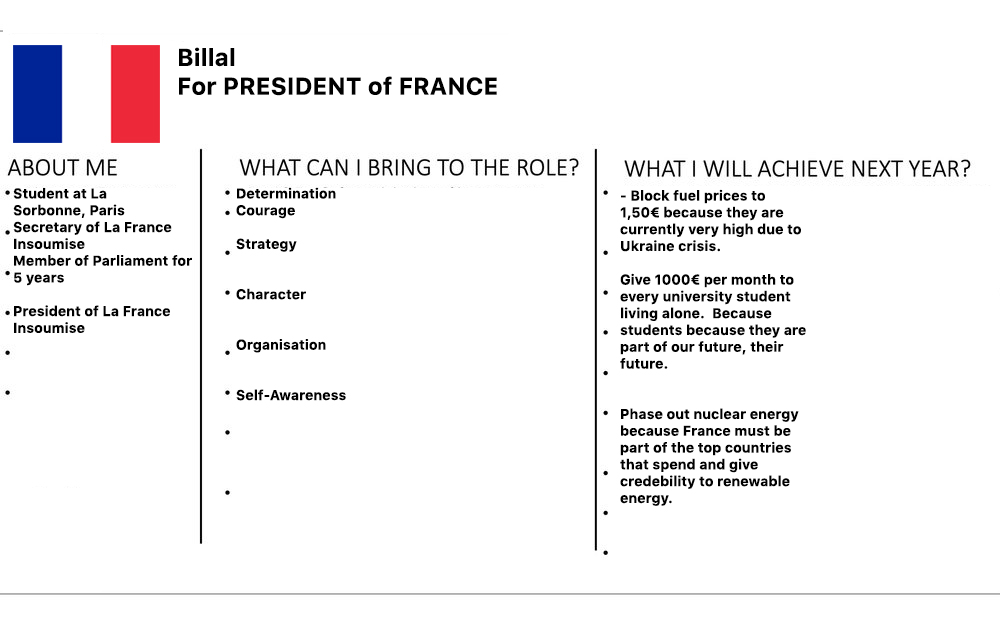 Billal
For PRESIDENT of FRANCE
ABOUT ME
• Student at La
Sorbonne, Paris
• Secretary of La France
Insoumise
• Member of Parliament for
5 years
• President of La France
Insoumise
WHAT CAN I BRING TO THE ROLE?
• Determination
• Courage
• Strategy
• Character
• Organisation
• Self-Awareness
WHAT I WILL ACHIEVE NEXT YEAR?
- Block fuel prices to
1,50€ because they are
currently very high due to
Ukraine crisis.
Give 1000€ per month to
every university student
living alone.  Because
students because they are
part of our future, their
future.
Phase out nuclear energy
because France must be
part of the top countries
that spend and give
credebility to renewable
energy.